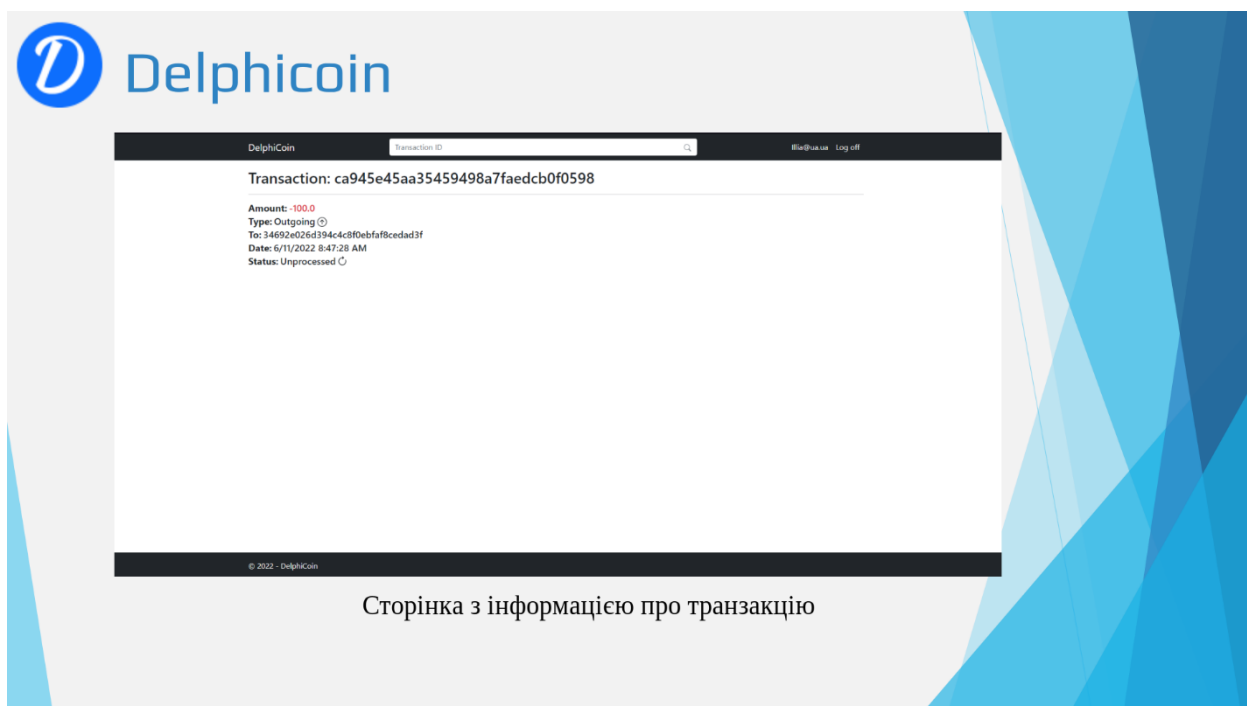 D Delphicoin
DelphiCoin Transaction ID Illia@ua.ua Log off
Transaction: ca945e45aa35459498a7faedcb0f0598
Amount: -100.0
Type: Outgoing
To: 34692e026d394c4c8f0ebfaf8cedad3f
Date: 6/11/2022 8:47:28 AM
Status: Unprocessed
© 2022 - DelphiCoin
Сторінка з інформацією про транзакцію